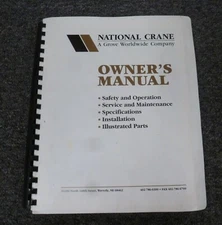 NATIONAL CRANE
A Grove Worldwide Company
OWNER'S
MANUAL
• Safety and Operation
• Service and Maintenance
• Specifications
• Installation
• Illustrated Parts